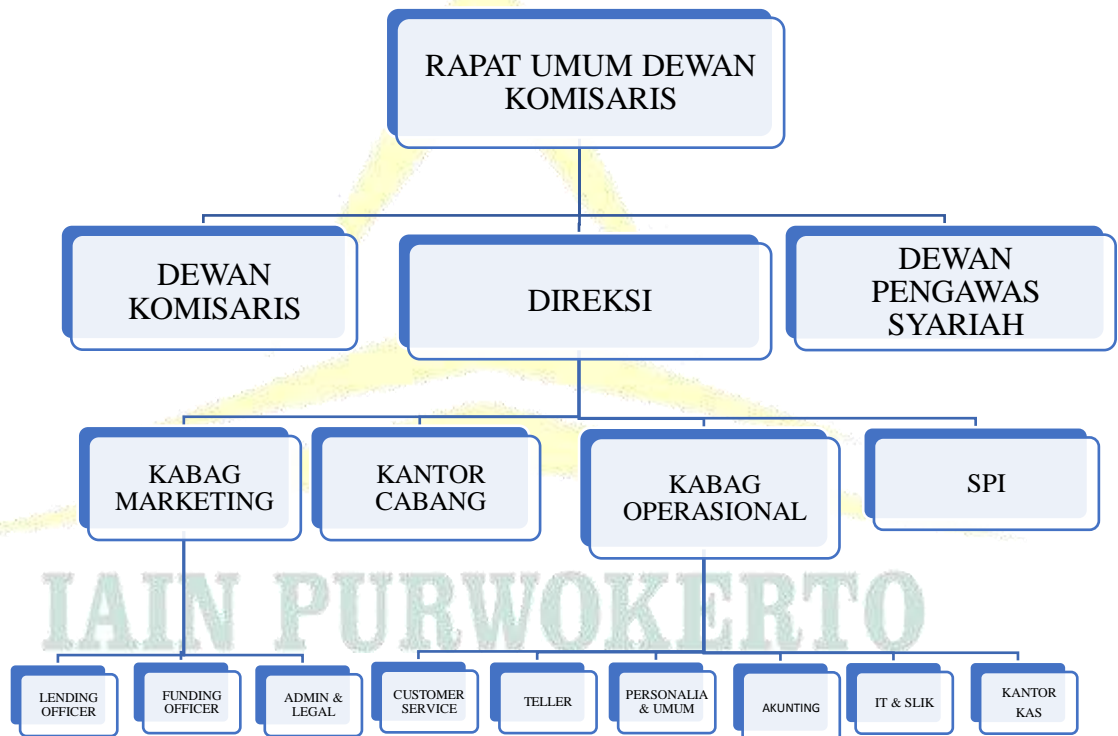 RAPAT UMUM DEWAN
KOMISARIS
DEWAN
KOMISARIS
DIREKSI
DEWAN
PENGAWAS
SYARIAH
KABAG
MARKETING
KANTOR
CABANG
KABAG
OPERASIONAL
SPI
IAIN PURWOKERTO
LENDING
OFFICER
FUNDING
OFFICER
ADMIN &
LEGAL
CUSTOMER
SERVICE
TELLER
PERSONALIA
& UMUM
AKUNTING
IT & SLIK
KANTOR
KAS